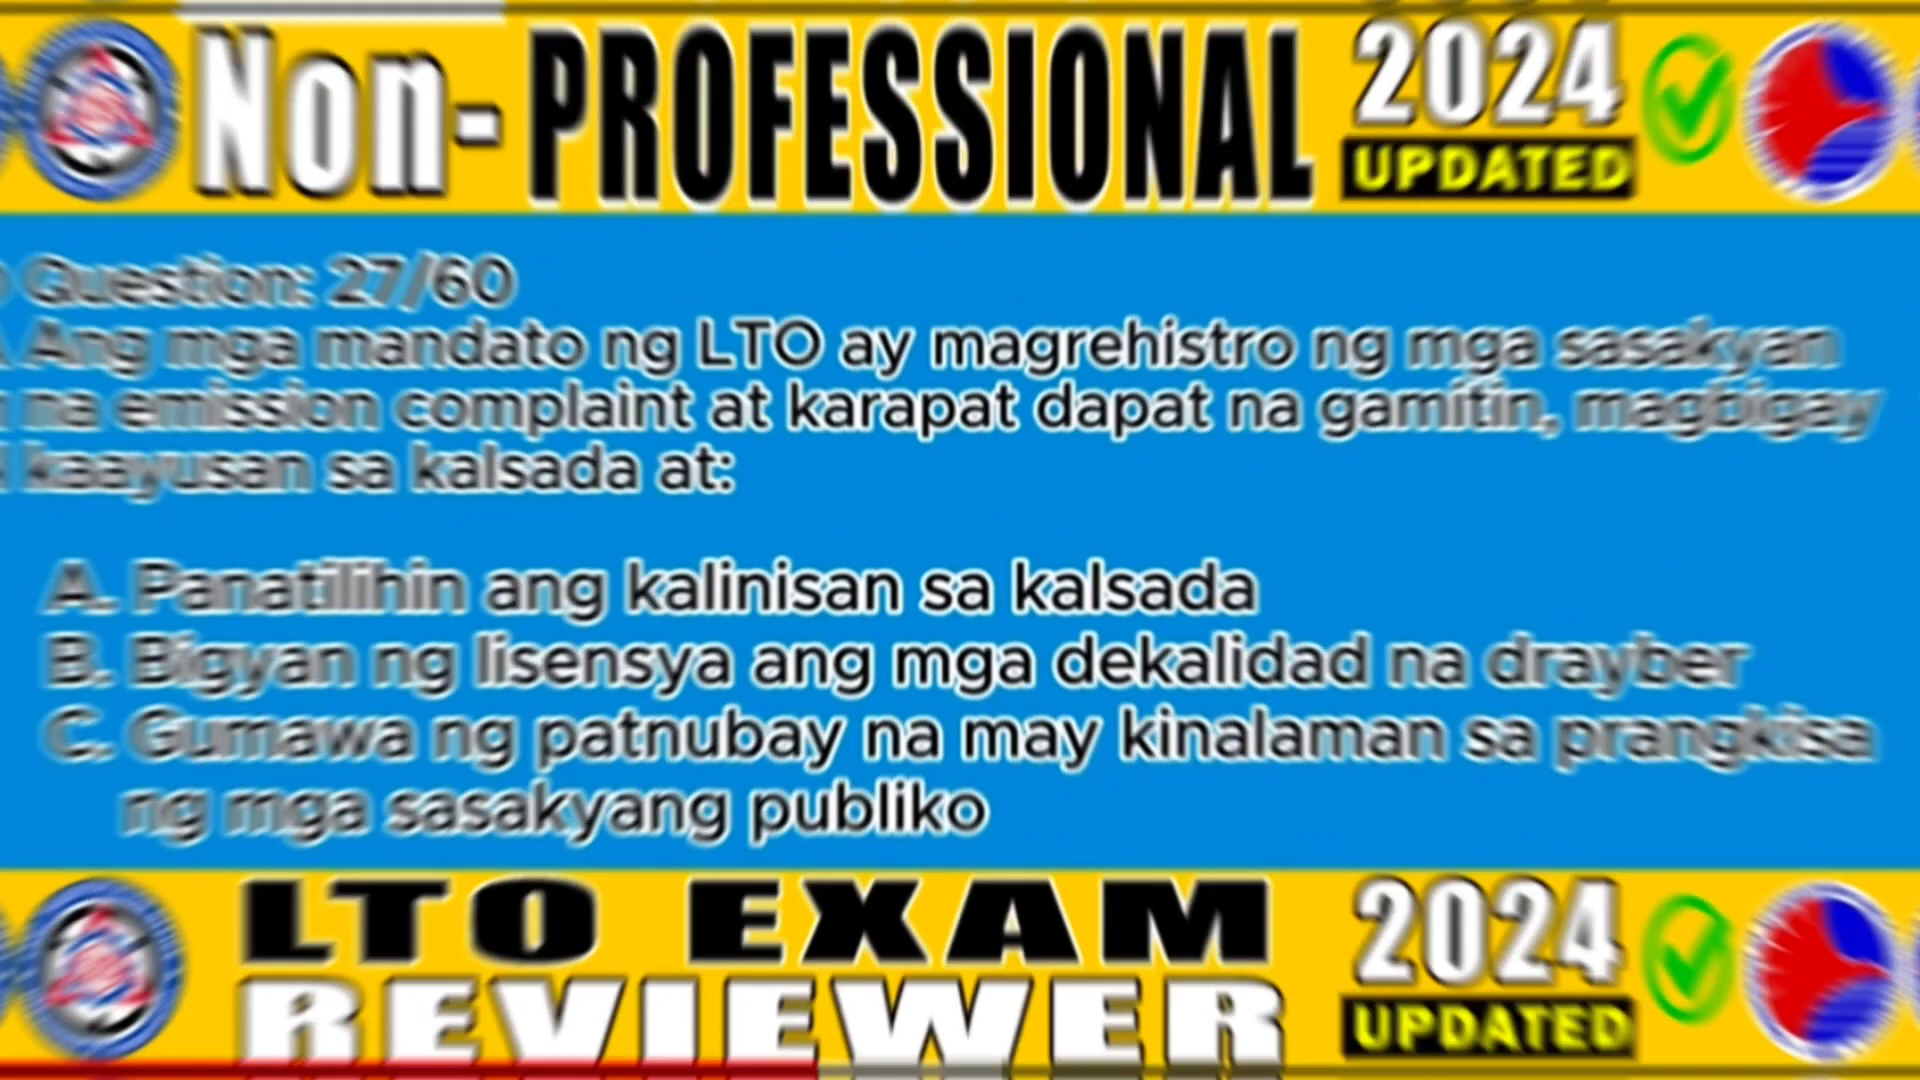 Non-PROFESSIONAL
2024
UPDATED
Question: 27/60
Ang mga mandato ng LTO ay magrehistro ng mga sasakyan
na emission complaint at karapat dapat na gamitin, magbigay
kaayusan sa kalsada at:
A. Panatilihin ang kalinisan sa kalsada
B. Bigyan ng lisensya ang mga dekalidad na drayber
C. Gumawa ng patnubay na may kinalaman sa prangkisa
ng mga sasakyang publiko
LTO EXAM
REVIEWER
2024
UPDATED